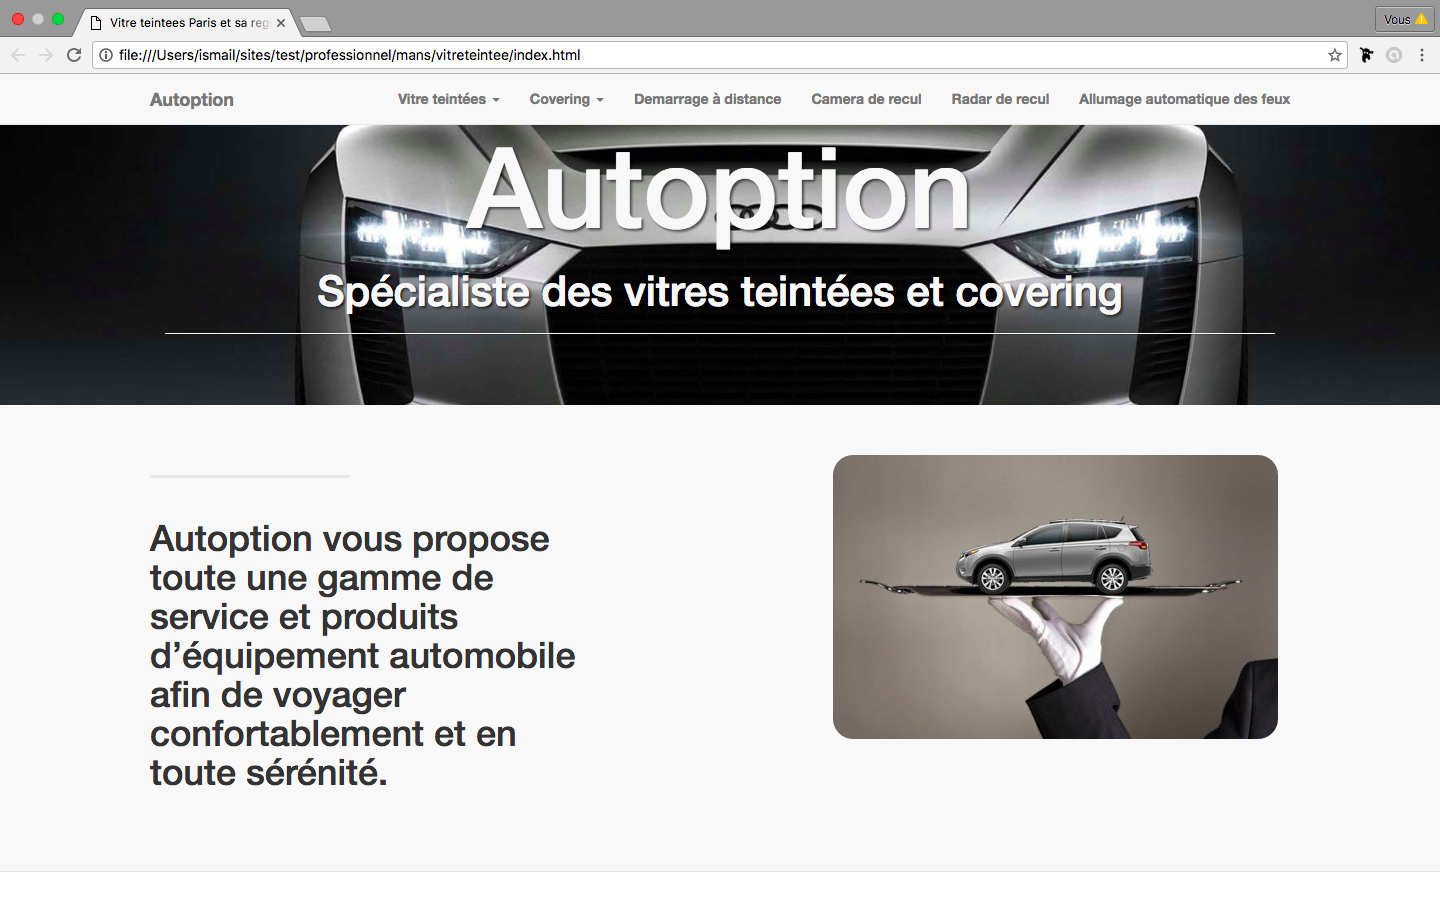 Vitre teintees Paris et sa reg
Vous
file:///Users/ismail/sites/test/professionnel/mans/vitreteintee/index.html
Autoption Vitre teintées Covering Demarrage à distance Camera de recul Radar de recul Allumage automatique des feux
Autoption
Spécialiste des vitres teintées et covering
Autoption vous propose
toute une gamme de
service et produits
d’équipement automobile
afin de voyager
confortablement et en
toute sérénité.